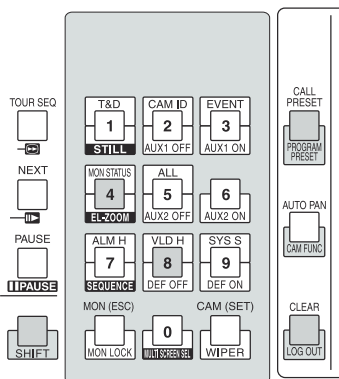 TOUR SEQ
T&D
CAM ID
EVENT
CALL
PRESET
1
2
3
STILL
AUX1 OFF
AUX1 ON
PROGRAM
PRESET
NEXT
MON STATUS
ALL
4
5
6
EL-ZOOM
AUX2 OFF
AUX2 ON
AUTO PAN
CAM FUNC
PAUSE
ALM H
VLD H
SYS S
7
8
9
PAUSE
SEQUENCE
DEF OFF
DEF ON
MON (ESC)
CAM (SET)
CLEAR
0
SHIFT
MON LOCK
MULTI SCREEN SEL
WIPER
LOG OUT